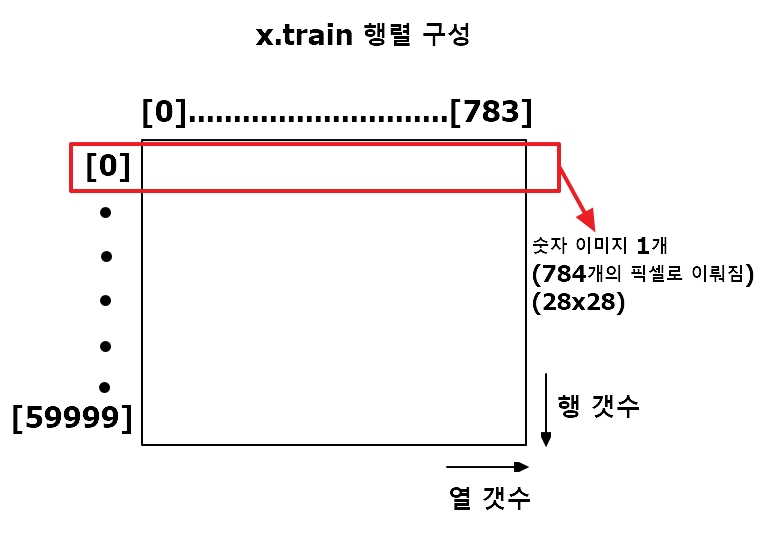 x.train 행렬 구성
[0].............................[783]
[0]
숫자 이미지 1개
(784개의 픽셀로 이뤄짐)
(28x28)
행 갯수
[59999]
열 갯수